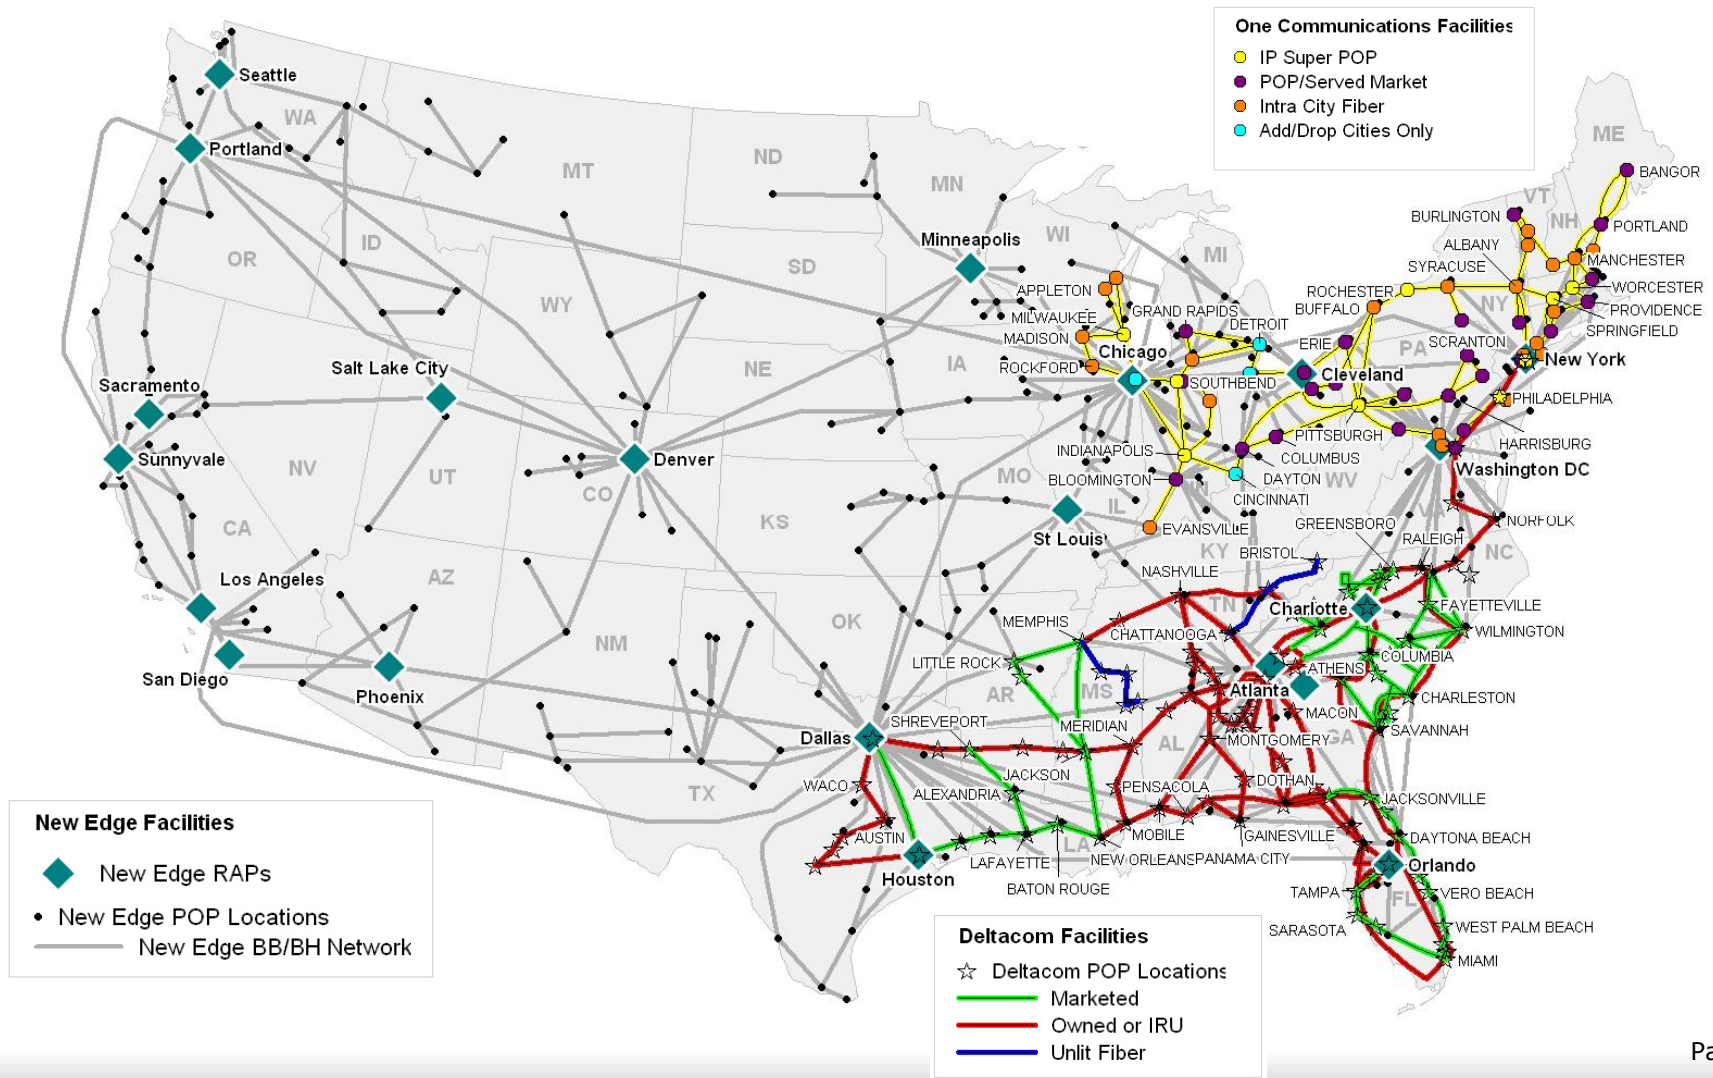 One Communications Facilities
IP Super POP
POP/Served Market
Intra City Fiber
Add/Drop Cities Only
Seattle
WA
Portland
MT
ND
MN
ME
BANGOR
VT
BURLINGTON
NH
PORTLAND
OR
ID
Minneapolis
WI
MI
ALBANY
MANCHESTER
SD
SYRACUSE
WORCESTER
WY
APPLETON
ROCHESTER
NY
BUFFALO
PROVIDENCE
MILWAUKEE
GRAND RAPIDS
DETROIT
SPRINGFIELD
MADISON
ERIE
PA
SCRANTON
Chicago
New York
Salt Lake City
NE
IA
ROCKFORD
Cleveland
Sacramento
SOUTHBEND
PHILADELPHIA
PITTSBURGH
HARRISBURG
Sunnyvale
NV
UT
Denver
INDIANAPOLIS
COLUMBUS
Washington DC
CO
MO
BLOOMINGTON
DAYTON
WV
CINCINNATI
IL
CA
KS
St Louis
EVANSVILLE
GREENSBORO
VA
NORFOLK
KY
BRISTOL
RALEIGH
NC
Los Angeles
AZ
NASHVILLE
TN
Charlotte
FAYETTEVILLE
OK
MEMPHIS
CHATTANOOGA
WILMINGTON
NM
LITTLE ROCK
ATHENS
COLUMBIA
San Diego
Phoenix
AR
MS
Atlanta
CHARLESTON
SHREVEPORT
MERIDIAN
MACON
Dallas
AL
MONTGOMERY
GA
SAVANNAH
JACKSON
WACO
ALEXANDRIA
PENSACOLA
DOTHAN
TX
JACKSONVILLE
AUSTIN
MOBILE
GAINESVILLE
DAYTONA BEACH
LA
LAFAYETTE
NEW ORLEANS
PANAMA CITY
Orlando
Houston
BATON ROUGE
TAMPA
FL
VERO BEACH
SARASOTA
WEST PALM BEACH
MIAMI
New Edge Facilities
New Edge RAPs
New Edge POP Locations
New Edge BB/BH Network
Deltacom Facilities
Deltacom POP Locations
Marketed
Owned or IRU
Unlit Fiber
Pa